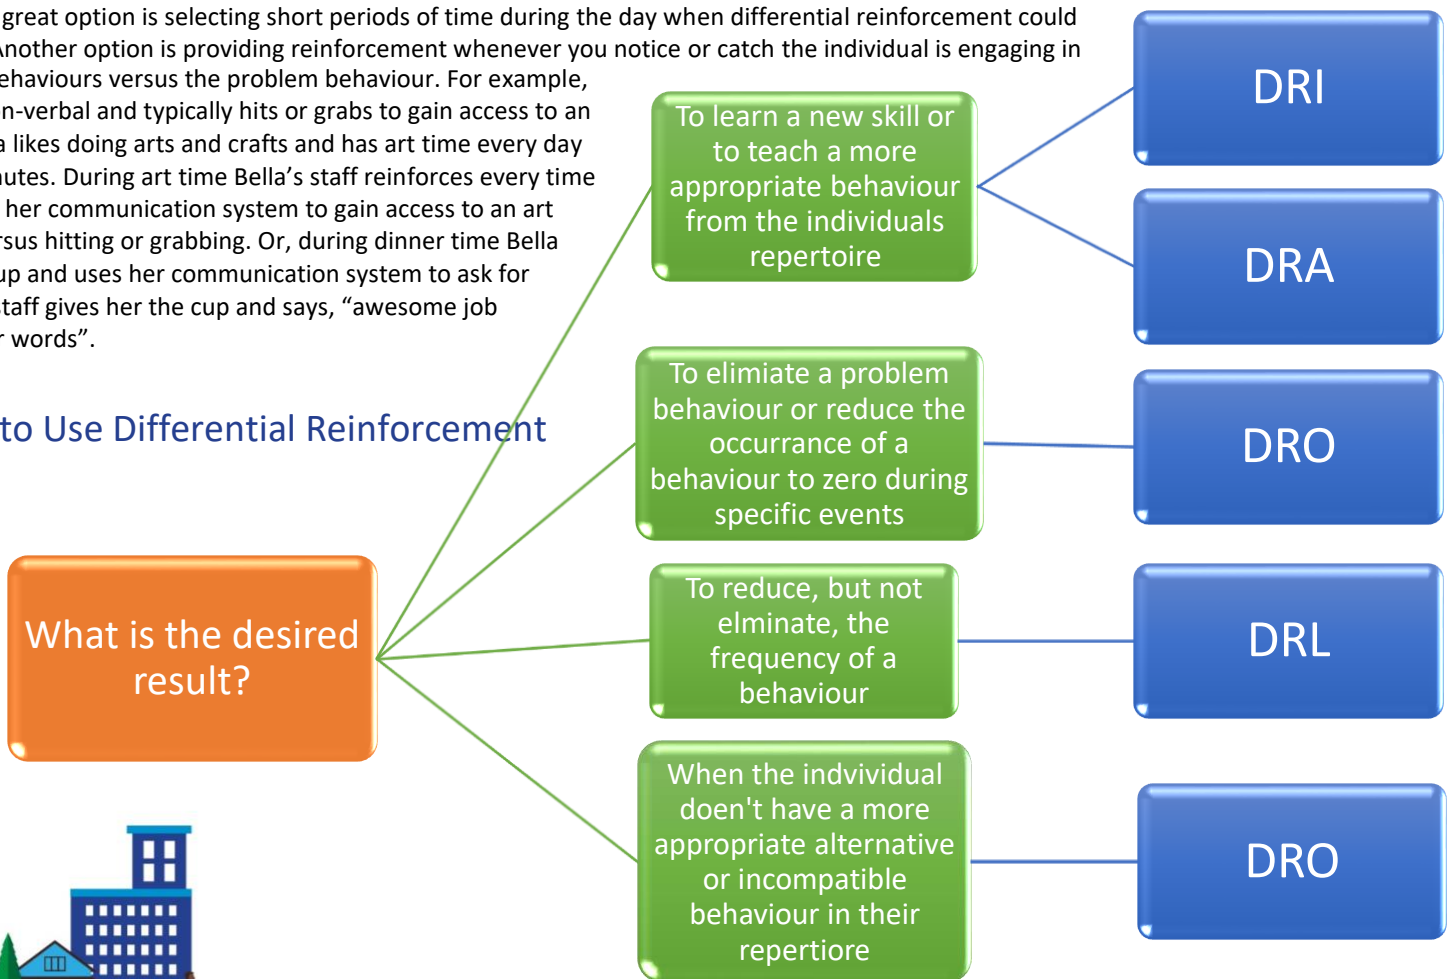 great option is selecting short periods of time during the day when differential reinforcement could
Another option is providing reinforcement whenever you notice or catch the individual is engaging in
ehaviours versus the problem behaviour. For example,
n-verbal and typically hits or grabs to gain access to an
a likes doing arts and crafts and has art time every day
nutes. During art time Bella’s staff reinforces every time
her communication system to gain access to an art
rsus hitting or grabbing. Or, during dinner time Bella
up and uses her communication system to ask for
staff gives her the cup and says, “awesome job
r words”.
to Use Differential Reinforcement
What is the desired
result?
To learn a new skill or
to teach a more
appropriate behaviour
from the individuals
repertoire
DRI
DRA
To elimiate a problem
behaviour or reduce the
occurrance of a
behaviour to zero during
specific events
DRO
To reduce, but not
elminate, the
frequency of a
behaviour
DRL
When the indvividual
doen't have a more
appropriate alternative
or incompatible
behaviour in their
repertiore
DRO